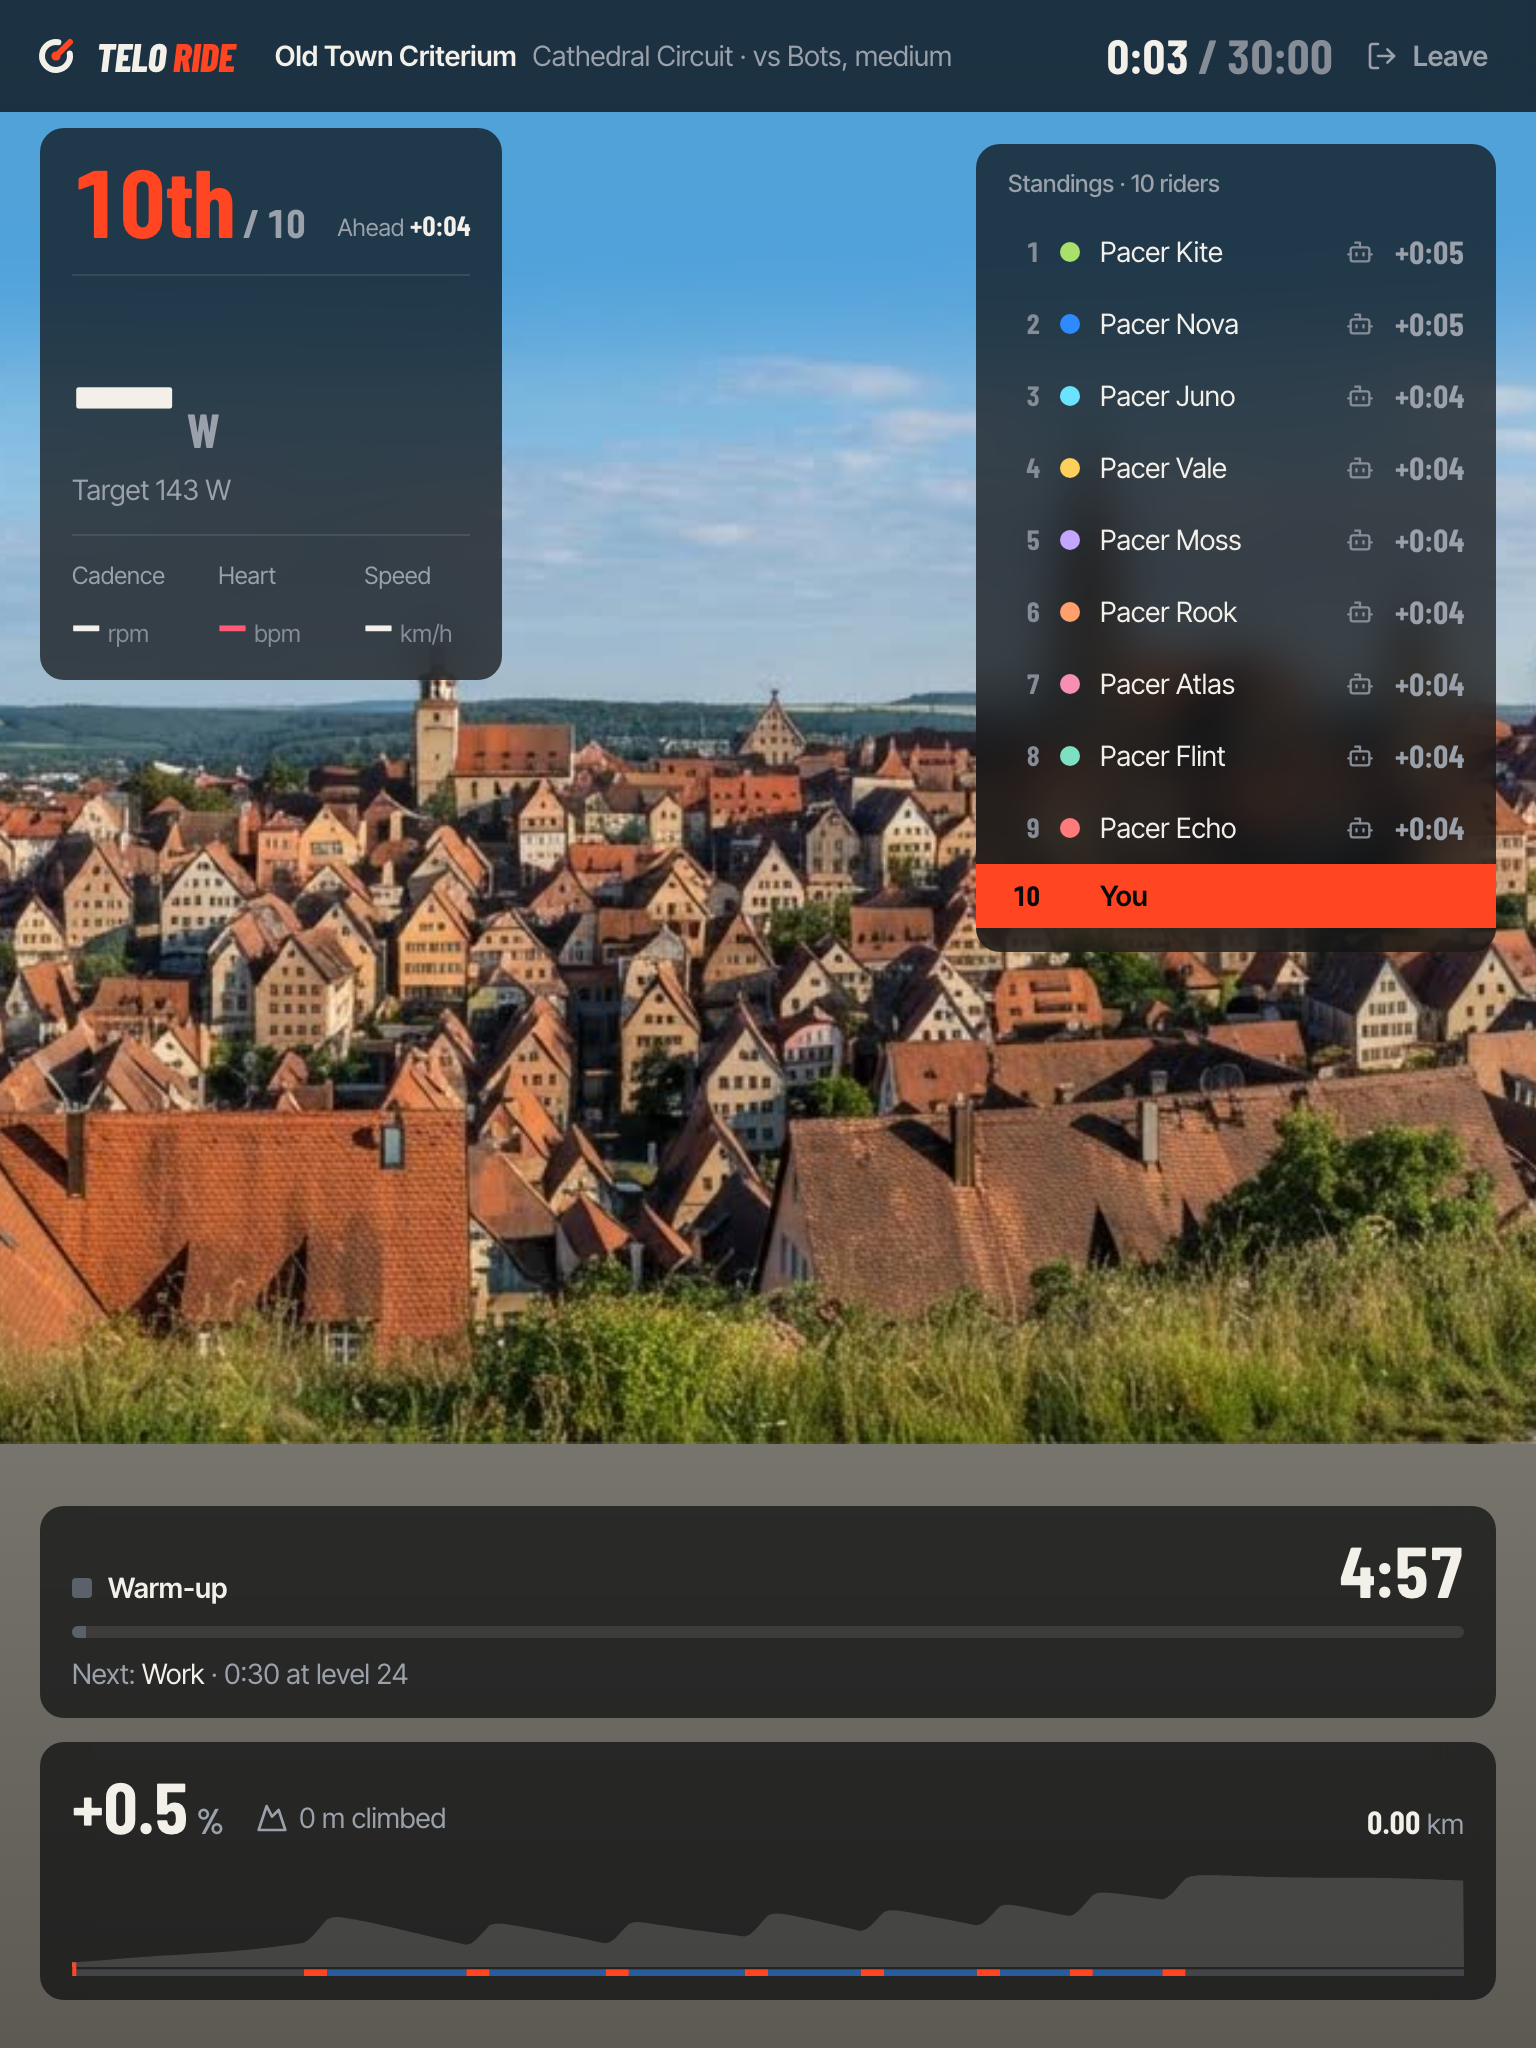 TELO RIDE Old Town Criterium Cathedral Circuit · vs Bots, medium 0:03 / 30:00 Leave
10th / 10 Ahead +0:04
— W
Target 143 W
Cadence Heart Speed
— rpm — bpm — km/h
Standings · 10 riders
1 Pacer Kite +0:05
2 Pacer Nova +0:05
3 Pacer Juno +0:04
4 Pacer Vale +0:04
5 Pacer Moss +0:04
6 Pacer Rook +0:04
7 Pacer Atlas +0:04
8 Pacer Flint +0:04
9 Pacer Echo +0:04
10 You
Warm-up 4:57
Next: Work · 0:30 at level 24
+0.5 % 0 m climbed 0.00 km